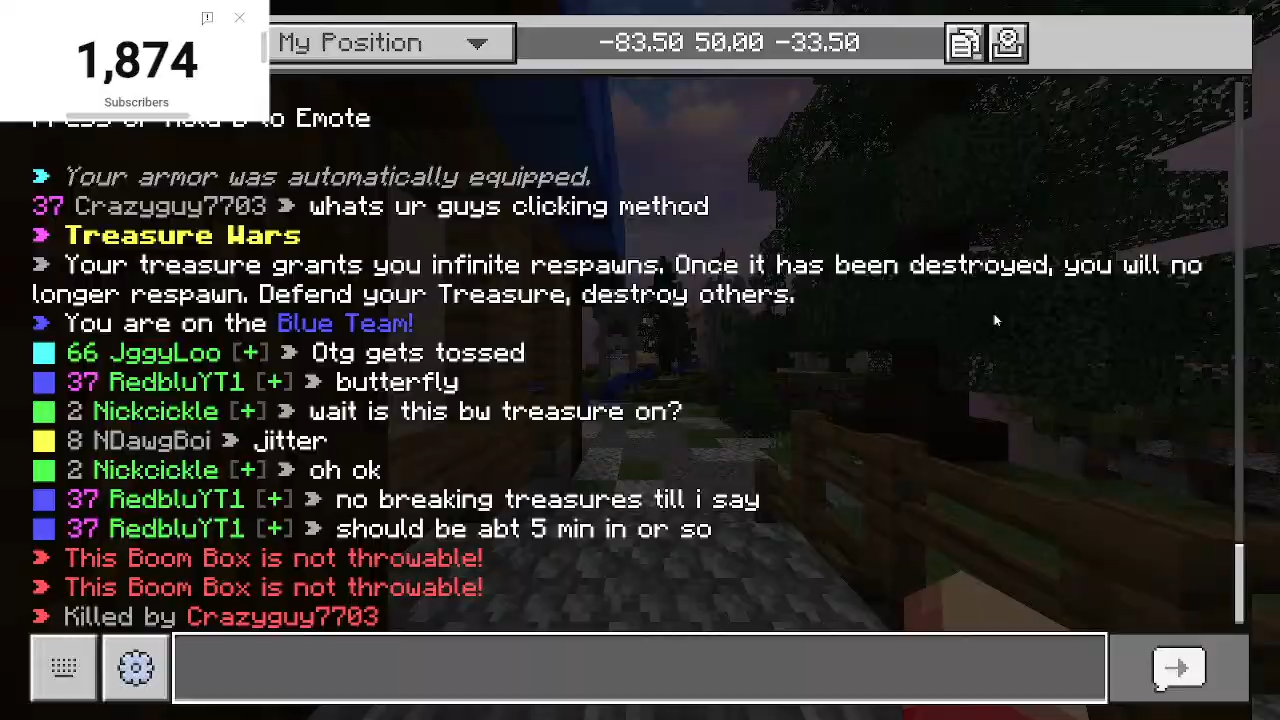 1,874
Subscribers
My Position
-83.50 50.00 -33.50
to Emote
Your armor was automatically equipped.
37 Crazyguy7703 whats ur guys clicking method
Treasure Wars
Your treasure grants you infinite respawns. Once it has been destroyed, you will no
longer respawn. Defend your Treasure, destroy others.
You are on the Blue Team!
66 JggyLoo [+] Otg gets tossed
37 RedbluYT1 [+] butterfly
2 Nickcickle [+] wait is this bw treasure on?
8 NDawgBoi jitter
2 Nickcickle [+] oh ok
37 RedbluYT1 [+] no breaking treasures till i say
37 RedbluYT1 [+] should be abt 5 min in or so
This Boom Box is not throwable!
This Boom Box is not throwable!
Killed by Crazyguy7703